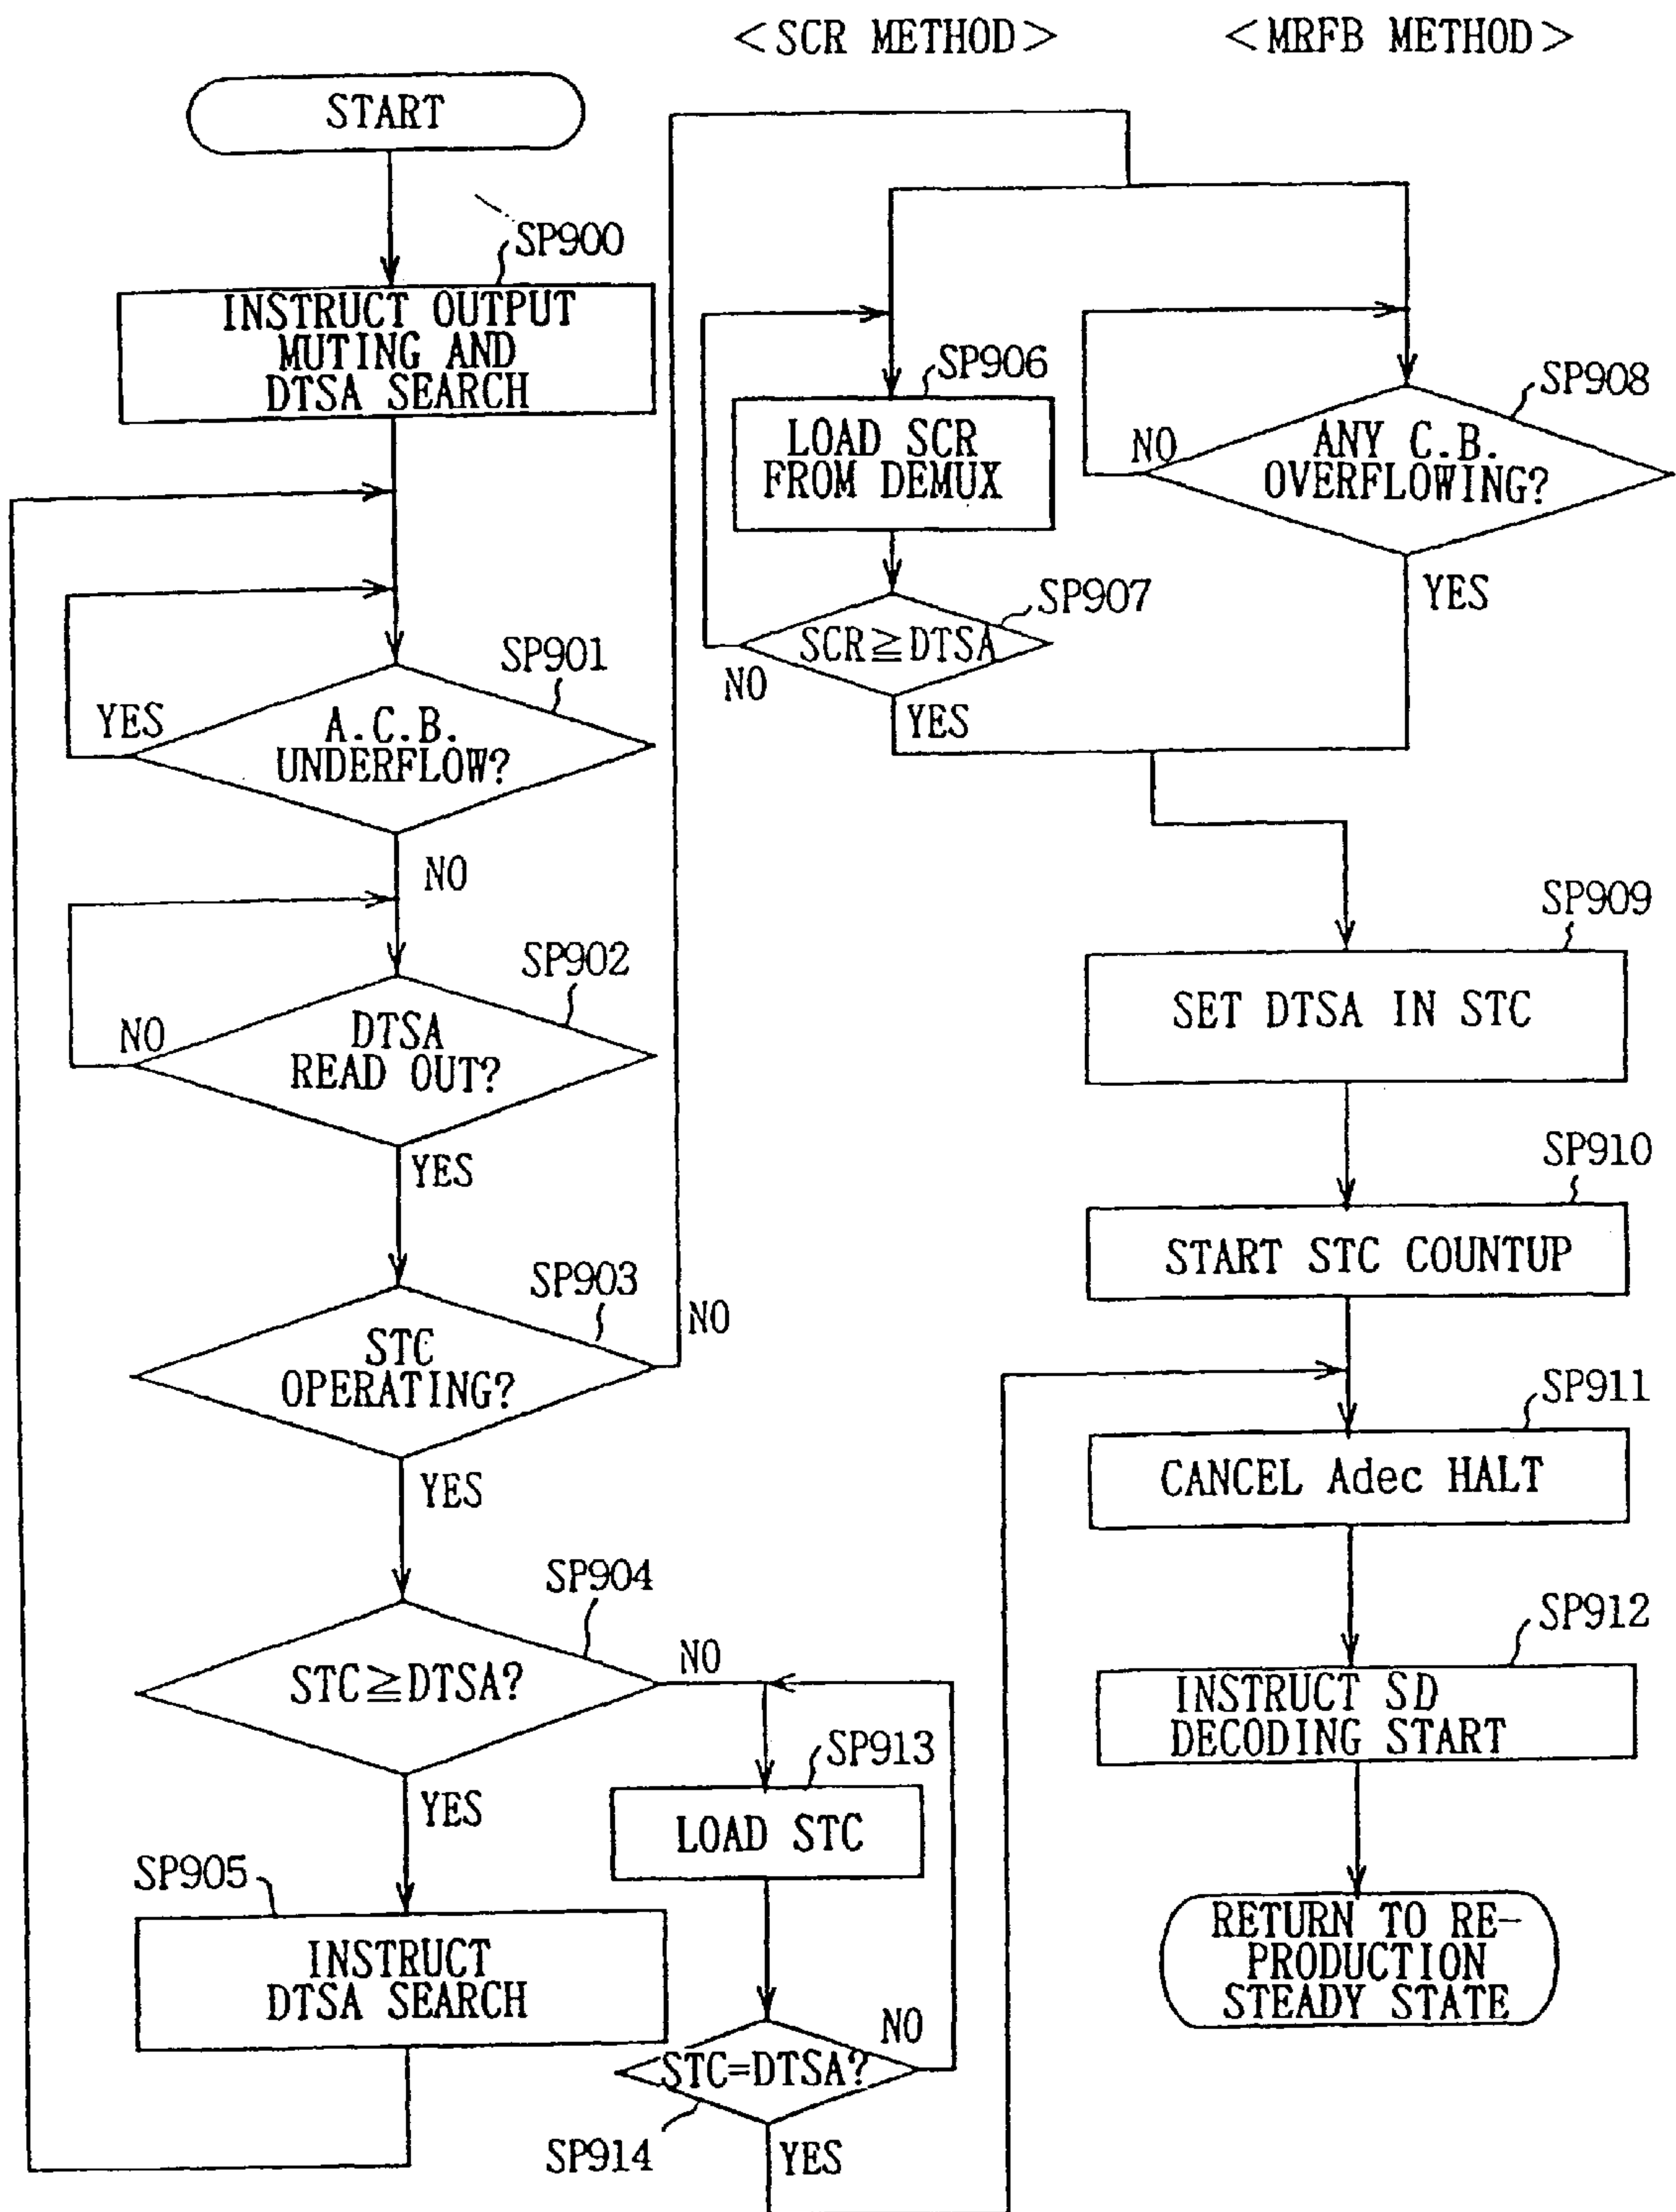 <SCR METHOD>
<MRFB METHOD>
START
SP900
INSTRUCT OUTPUT
MUTING AND
DTSA SEARCH
SP901
A.C.B.
UNDERFLOW?
YES
NO
SP902
DTSA
READ OUT?
NO
YES
SP903
STC
OPERATING?
NO
YES
SP904
STC≧DTSA?
NO
YES
SP905
INSTRUCT
DTSA SEARCH
SP913
LOAD STC
STC=DTSA?
NO
SP914
YES
SP906
LOAD SCR
FROM DEMUX
SP907
SCR≧DTSA
NO
YES
SP908
ANY C.B.
OVERFLOWING?
NO
YES
SP909
SET DTSA IN STC
SP910
START STC COUNTUP
SP911
CANCEL Adec HALT
SP912
INSTRUCT SD
DECODING START
RETURN TO RE-
PRODUCTION
STEADY STATE